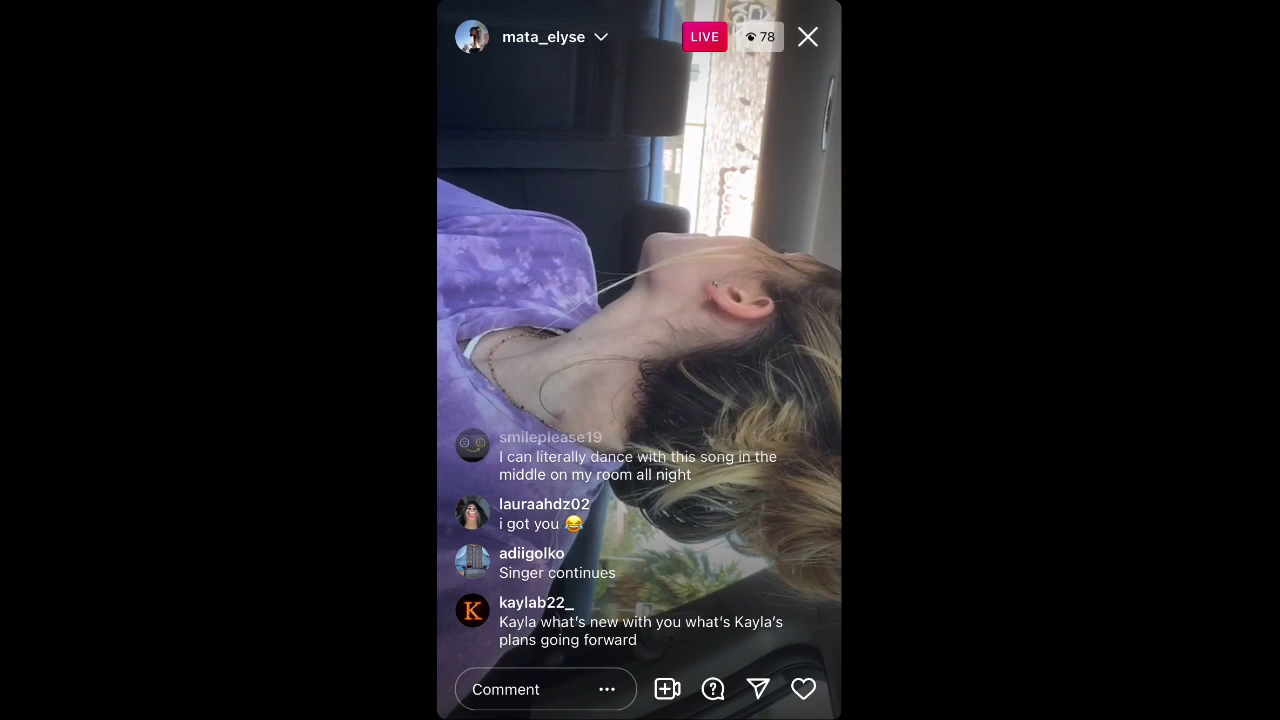 mata_elyse
LIVE
78
smileplease19
I can literally dance with this song in the
middle on my room all night
lauraahdz02
i got you 😂
adiigolko
Singer continues
K
kaylab22_
Kayla what's new with you what's Kayla's
plans going forward
Comment